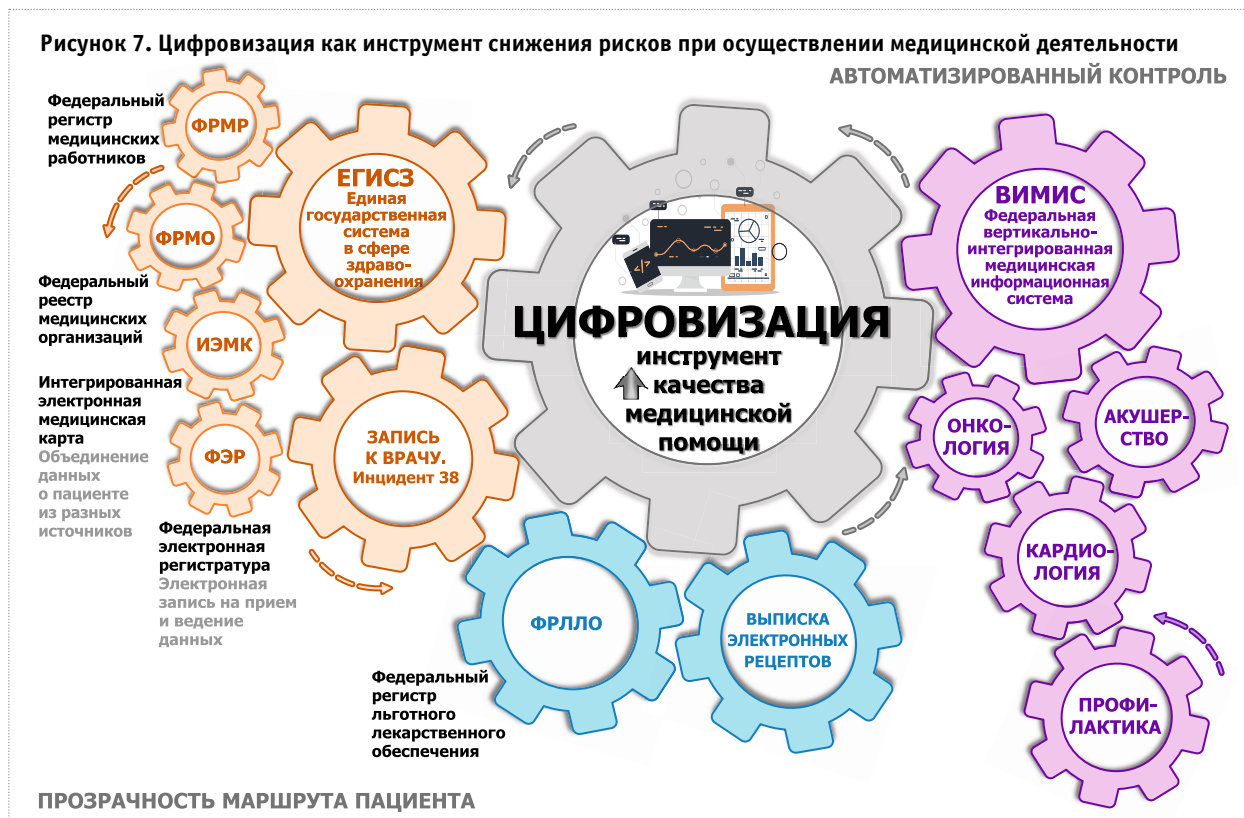 Рисунок 7. Цифровизация как инструмент снижения рисков при осуществлении медицинской деятельности
АВТОМАТИЗИРОВАННЫЙ КОНТРОЛЬ
Федеральный
регистр
медицинских
работников
ФРМР
ФРМО
Федеральный
реестр
медицинских
организаций
ИЭМК
Интегрированная
электронная
медицинская
карта
Объединение
данных
о пациенте
из разных
источников
ФЭР
Федеральная
электронная
регистратура
Электронная
запись на прием
и ведение
данных
ЕГИСЗ
Единая
государственная
система
в сфере
здраво-
охранения
ЗАПИСЬ
К ВРАЧУ.
Инцидент 38
</>
ЦИФРОВИЗАЦИЯ
инструмент
качества
медицинской
помощи
ФРЛЛО
Федеральный
регистр
льготного
лекарственного
обеспечения
ВЫПИСКА
ЭЛЕКТРОННЫХ
РЕЦЕПТОВ
ВИМИС
Федеральная
вертикально-
интегрированная
медицинская
информационная
система
ОНКО-
ЛОГИЯ
АКУШЕР-
СТВО
КАРДИО-
ЛОГИЯ
ПРОФИ-
ЛАКТИКА
ПРОЗРАЧНОСТЬ МАРШРУТА ПАЦИЕНТА